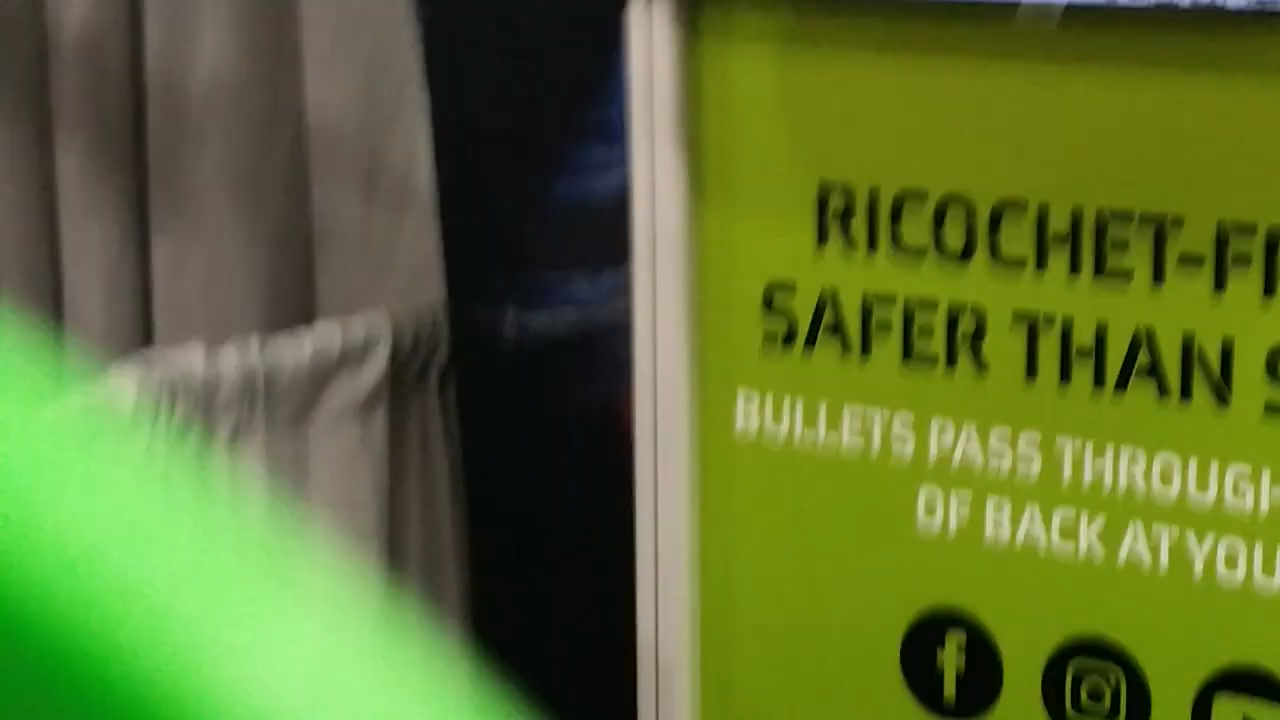 RICOCHET-F
SAFER THAN
BULLETS PASS THROUGH
OF BACK AT YOU